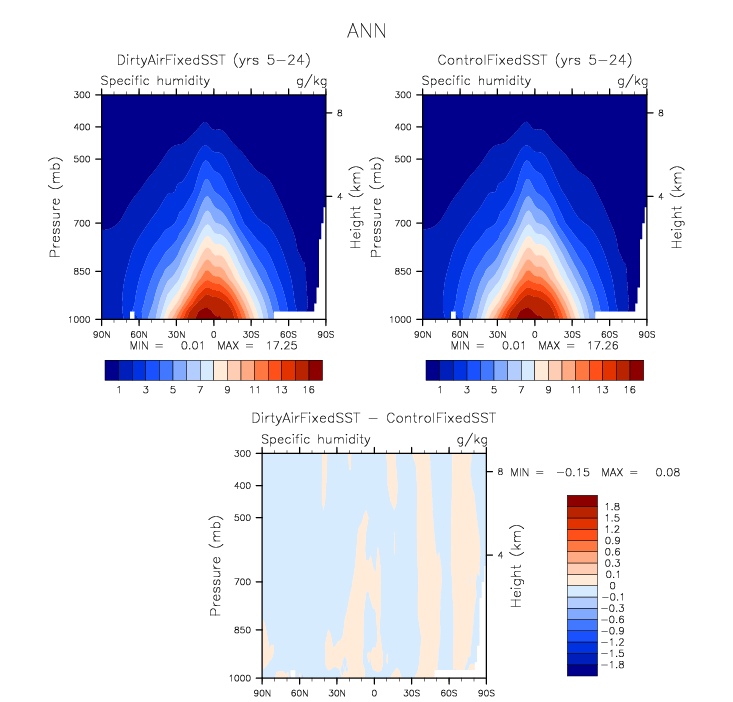 ANN
DirtyAirFixedSST (yrs 5-24)
Specific humidity g/kg
300
400
500
700
850
1000
Pressure (mb)
8
4
Height (km)
90N 60N 30N 0 30S 60S 90S
MIN = 0.01 MAX = 17.25
1 3 5 7 9 11 13 16
ControlFixedSST (yrs 5-24)
Specific humidity g/kg
300
400
500
700
850
1000
Pressure (mb)
8
4
Height (km)
90N 60N 30N 0 30S 60S 90S
MIN = 0.01 MAX = 17.26
1 3 5 7 9 11 13 16
DirtyAirFixedSST - ControlFixedSST
Specific humidity g/kg
300
400
500
700
850
1000
Pressure (mb)
8
4
Height (km)
90N 60N 30N 0 30S 60S 90S
MIN = -0.15 MAX = 0.08
1.8
1.5
1.2
0.9
0.6
0.3
0.1
0
-0.1
-0.3
-0.6
-0.9
-1.2
-1.5
-1.8